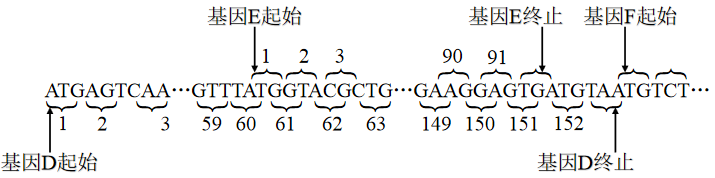 基因E起始 基因E终止 基因F起始
1 2 3 90 91
ATGAGTCAA…GTTTATGGTACGCTG…GAAGGAGTGATGTAATGTCT…
1 2 3 59 60 61 62 63 149 150 151 152
基因D起始 基因D终止